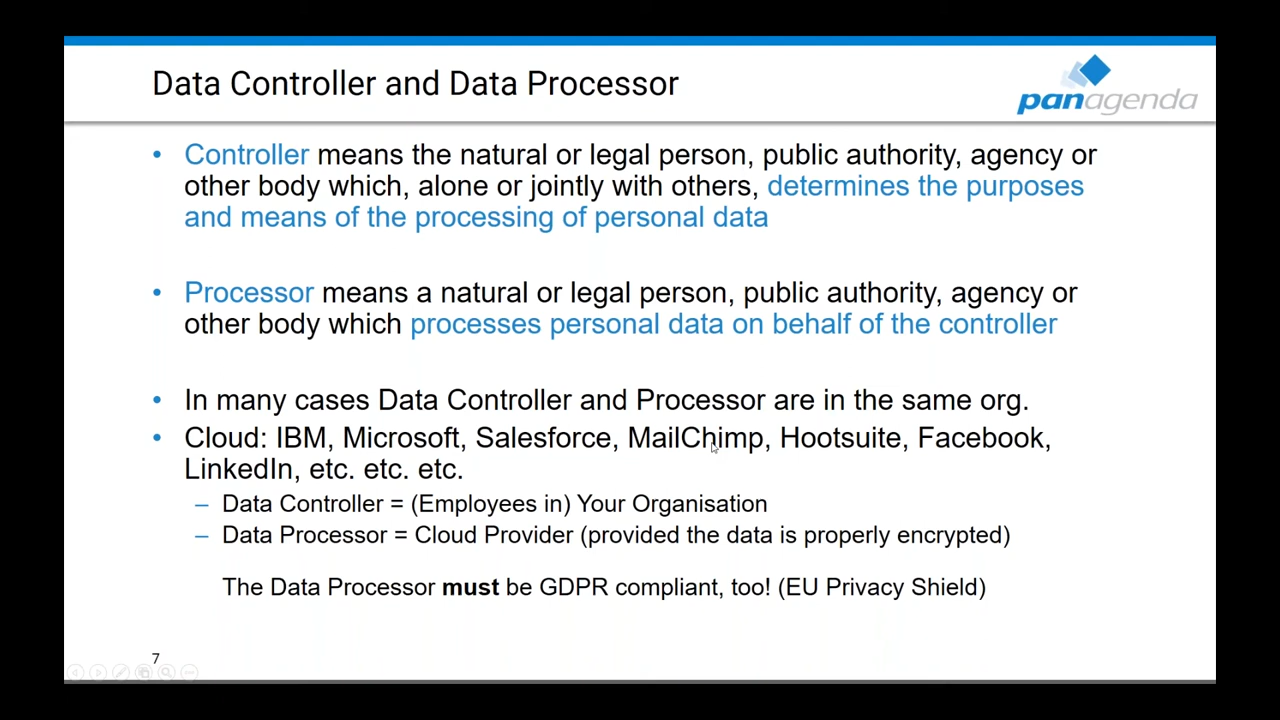 Data Controller and Data Processor
panagenda
• Controller means the natural or legal person, public authority, agency or
other body which, alone or jointly with others, determines the purposes
and means of the processing of personal data
• Processor means a natural or legal person, public authority, agency or
other body which processes personal data on behalf of the controller
• In many cases Data Controller and Processor are in the same org.
• Cloud: IBM, Microsoft, Salesforce, MailChimp, Hootsuite, Facebook,
LinkedIn, etc. etc. etc.
– Data Controller = (Employees in) Your Organisation
– Data Processor = Cloud Provider (provided the data is properly encrypted)
The Data Processor must be GDPR compliant, too! (EU Privacy Shield)
7